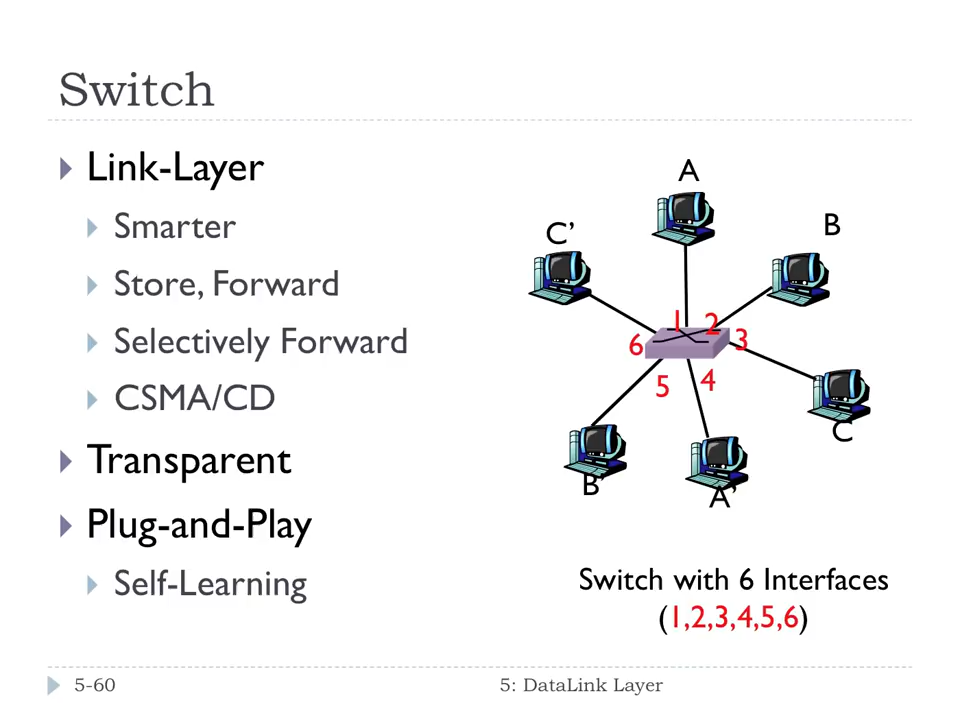 Switch
Link-Layer
Smarter
Store, Forward
Selectively Forward
CSMA/CD
Transparent
Plug-and-Play
Self-Learning
A
B
C’
1
2
3
6
5
4
C
B’
A’
Switch with 6 Interfaces
(1,2,3,4,5,6)
5-60
5: DataLink Layer